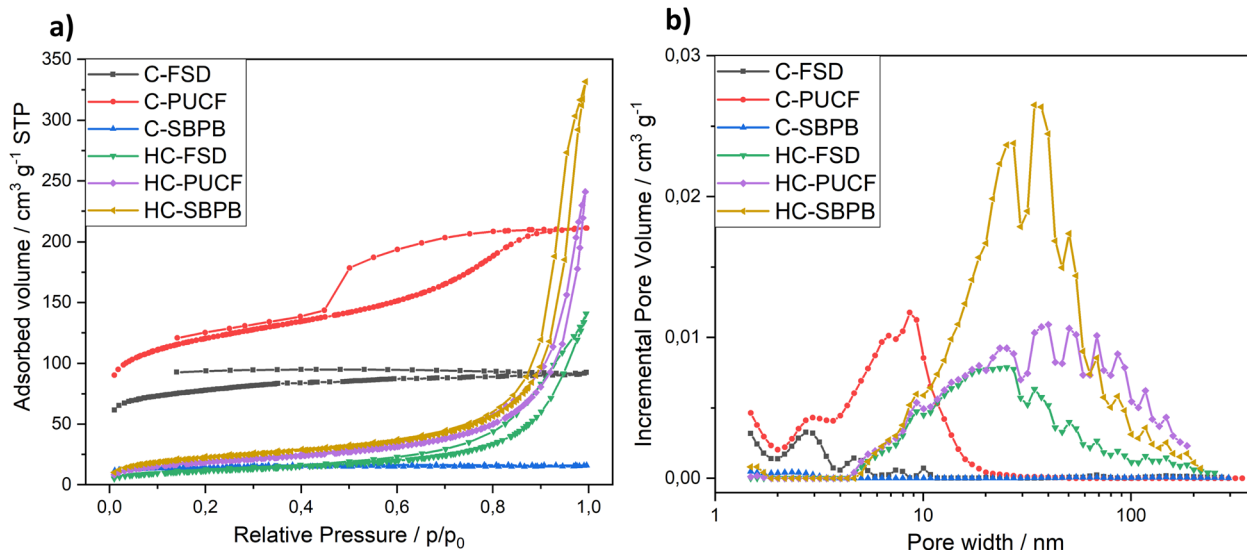 a)
350
300
250
200
150
100
50
0
Adsorbed volume / cm³ g⁻¹ STP
C-FSD
C-PUCF
C-SBPB
HC-FSD
HC-PUCF
HC-SBPB
0,0 0,2 0,4 0,6 0,8 1,0
Relative Pressure / p/p₀
b)
0,03
0,02
0,01
0,00
Incremental Pore Volume / cm³ g⁻¹
C-FSD
C-PUCF
C-SBPB
HC-FSD
HC-PUCF
HC-SBPB
1 10 100
Pore width / nm